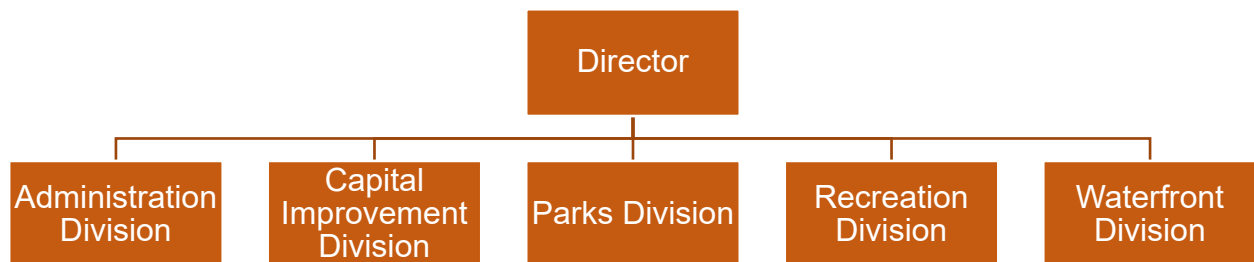 Director
Administration
Division
Capital
Improvement
Division
Parks Division
Recreation
Division
Waterfront
Division